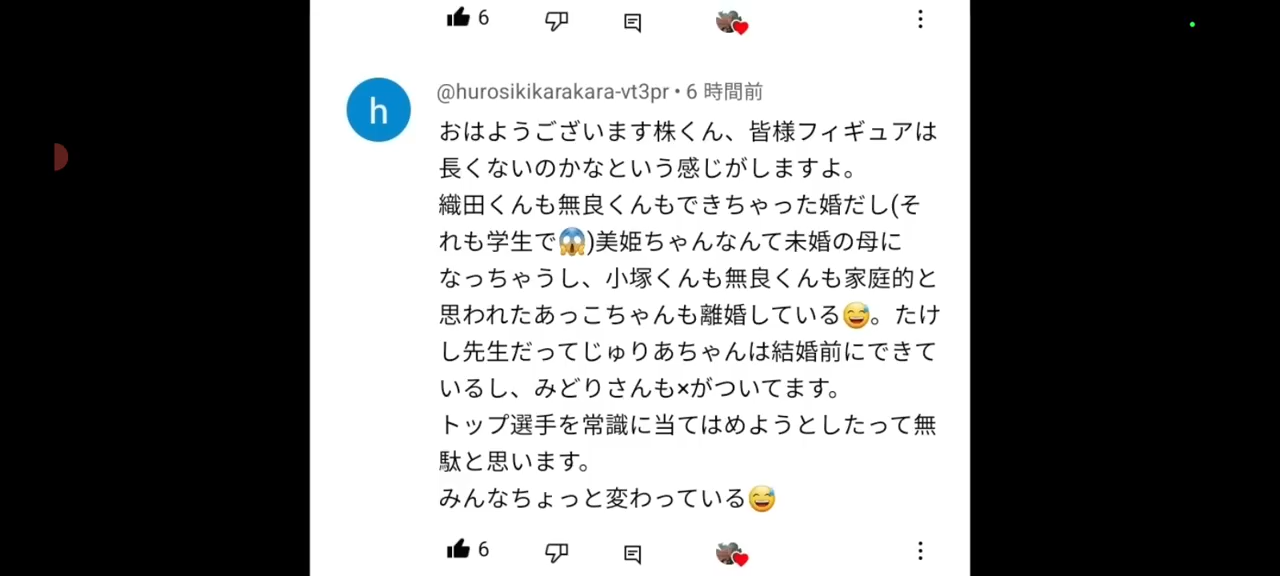 6
h
@hurosikikarakara-vt3pr • 6 時間前
おはようございます株くん、皆様フィギュアは
長くないのかなという感じがしますよ。
織田くんも無良くんもできちゃった婚だし(そ
れも学生で😱)美姫ちゃんなんて未婚の母に
なっちゃうし、小塚くんも無良くんも家庭的と
思われたあっこちゃんも離婚している😅。たけ
し先生だってじゅりあちゃんは結婚前にできて
いるし、みどりさんも×がついてます。
トップ選手を常識に当てはめようとしたって無
駄と思います。
みんなちょっと変わっている😅
6